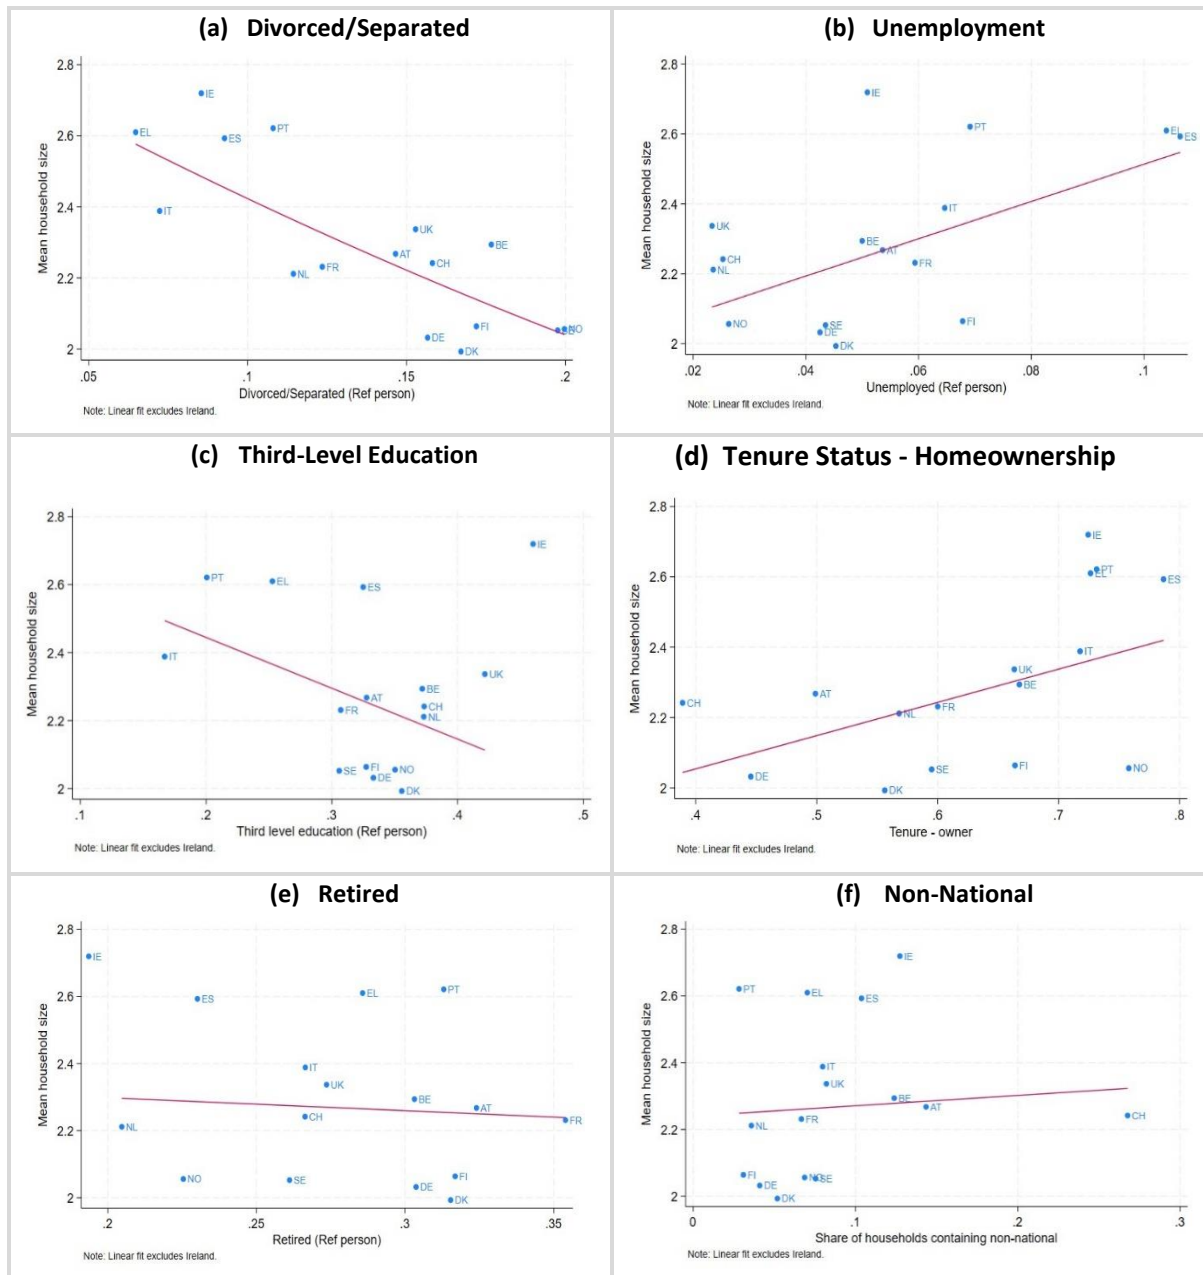 (a) Divorced/Separated
2.8
IE
EL
PT
ES
2.6
Mean household size
2.4
IT
UK
BE
AT
CH
NL
FR
2.2
FI
NO
DE
DK
2
.05
.1
.15
.2
Divorced/Separated (Ref person)
Note: Linear fit excludes Ireland.
(b) Unemployment
2.8
IE
PT
EL
ES
2.6
Mean household size
2.4
IT
UK
BE
AT
CH
FR
NL
2.2
NO
SE
DE
FI
DK
2
.02
.04
.06
.08
.1
Unemployed (Ref person)
Note: Linear fit excludes Ireland.
(c) Third-Level Education
2.8
IE
PT
EL
ES
2.6
Mean household size
2.4
IT
UK
BE
AT
CH
FR
NL
2.2
SE
FI
NO
DE
DK
2
.1
.2
.3
.4
.5
Third level education (Ref person)
Note: Linear fit excludes Ireland.
(d) Tenure Status - Homeownership
2.8
IE
PT
EL
ES
2.6
Mean household size
2.4
IT
UK
BE
AT
CH
FR
NL
2.2
SE
FI
NO
DE
DK
2
.4
.5
.6
.7
.8
Tenure - owner
Note: Linear fit excludes Ireland.
(e) Retired
2.8
IE
ES
EL
PT
2.6
Mean household size
2.4
IT
UK
BE
AT
CH
FR
NL
2.2
NO
SE
FI
DE
DK
2
.2
.25
.3
.35
Retired (Ref person)
Note: Linear fit excludes Ireland.
(f) Non-National
2.8
IE
PT
EL
ES
2.6
Mean household size
2.4
IT
UK
BE
AT
CH
FR
NL
2.2
FI
NO
SE
DE
DK
2
0
.1
.2
.3
Share of households containing non-national
Note: Linear fit excludes Ireland.